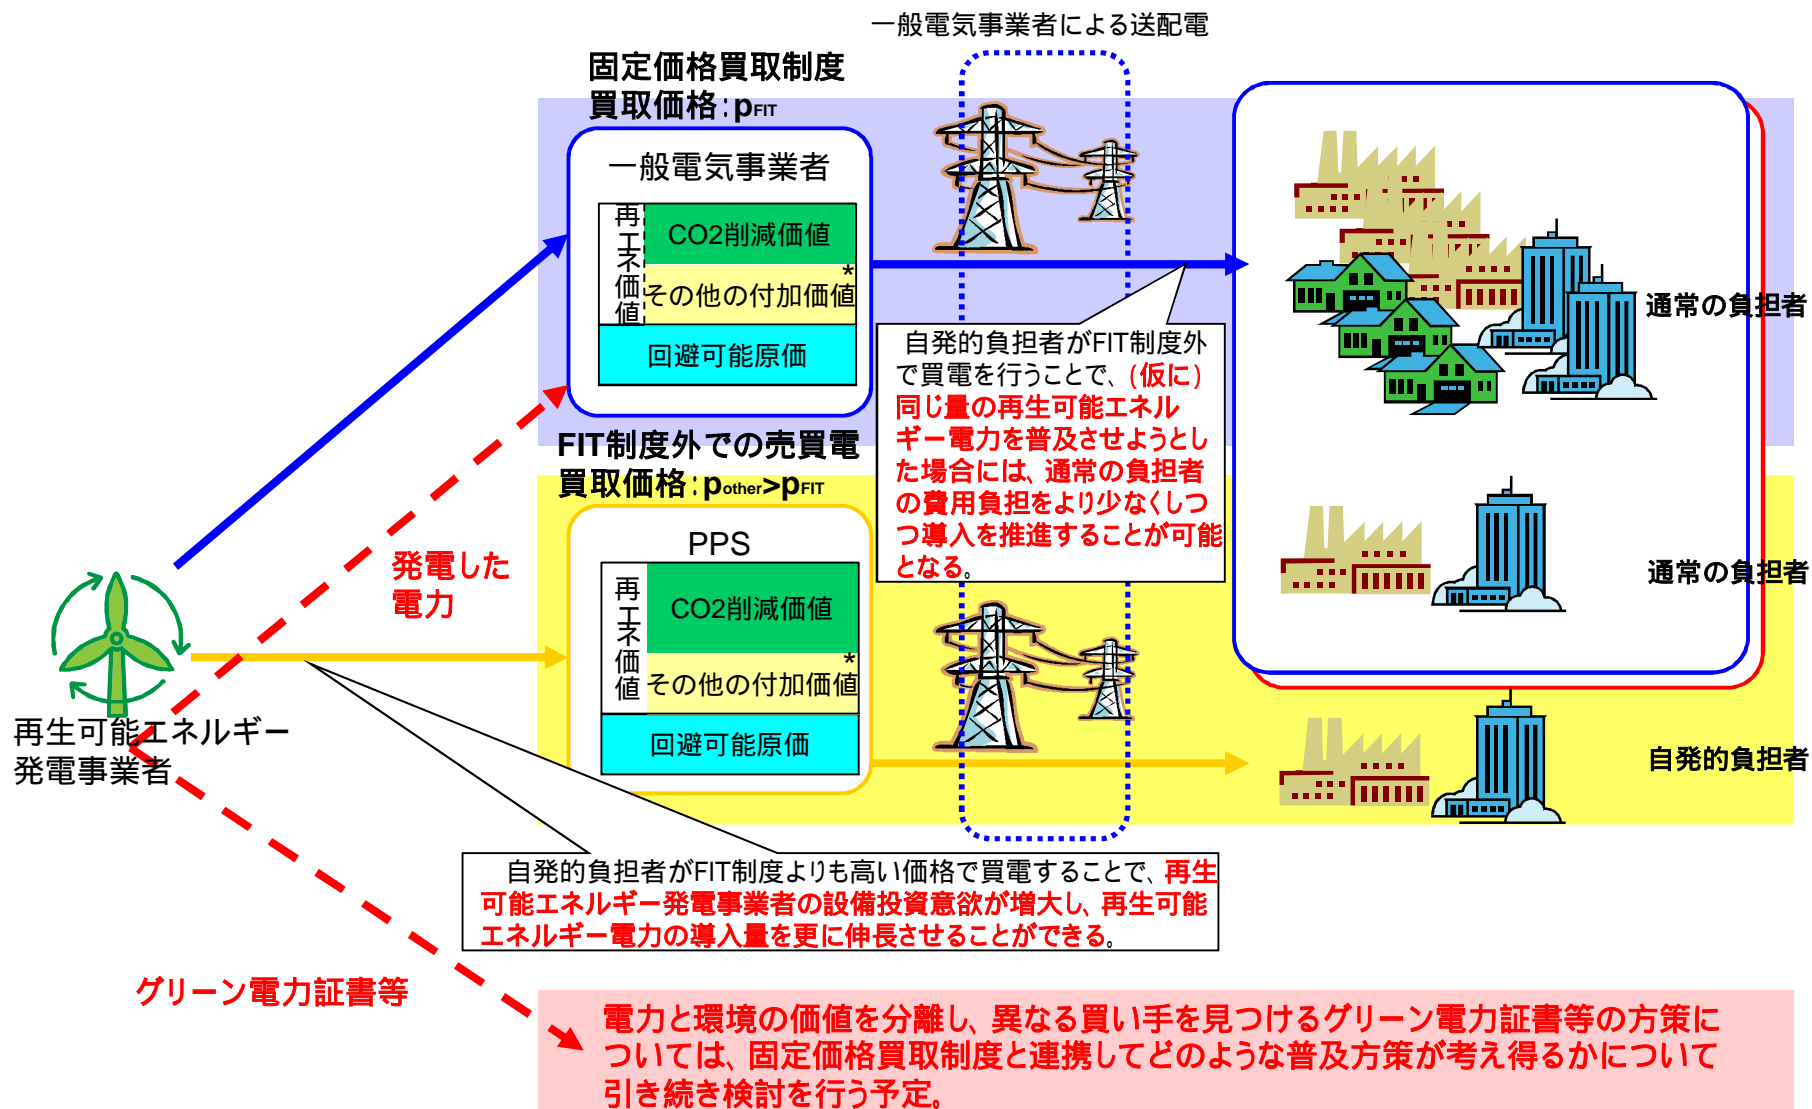 一般電気事業者による送配電
固定価格買取制度
買取価格:pFIT
一般電気事業者
再エネ価値
CO2削減価値
*
その他の付加価値
回避可能原価
通常の負担者
自発的負担者がFIT制度外
で買電を行うことで、(仮に)
同じ量の再生可能エネル
ギー電力を普及させようとし
た場合には、通常の負担者
の費用負担をより少なくしつ
つ導入を推進することが可能
となる。
FIT制度外での売買電
買取価格:pother>pFIT
PPS
再エネ価値
CO2削減価値
*
その他の付加価値
回避可能原価
通常の負担者
発電した
電力
再生可能エネルギー
発電事業者
自発的負担者
自発的負担者がFIT制度よりも高い価格で買電することで、再生
可能エネルギー発電事業者の設備投資意欲が増大し、再生可能
エネルギー電力の導入量を更に伸長させることができる。
グリーン電力証書等
電力と環境の価値を分離し、異なる買い手を見つけるグリーン電力証書等の方策に
ついては、固定価格買取制度と連携してどのような普及方策が考え得るかについて
引き続き検討を行う予定。